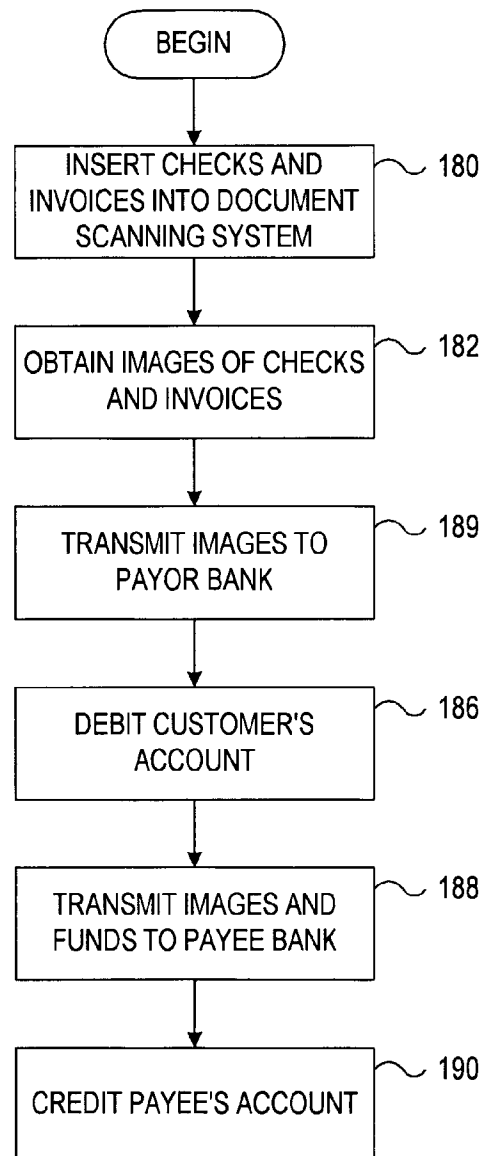 BEGIN
INSERT CHECKS AND
INVOICES INTO DOCUMENT
SCANNING SYSTEM
180
OBTAIN IMAGES OF CHECKS
AND INVOICES
182
TRANSMIT IMAGES TO
PAYOR BANK
189
DEBIT CUSTOMER'S
ACCOUNT
186
TRANSMIT IMAGES AND
FUNDS TO PAYEE BANK
188
CREDIT PAYEE'S ACCOUNT
190